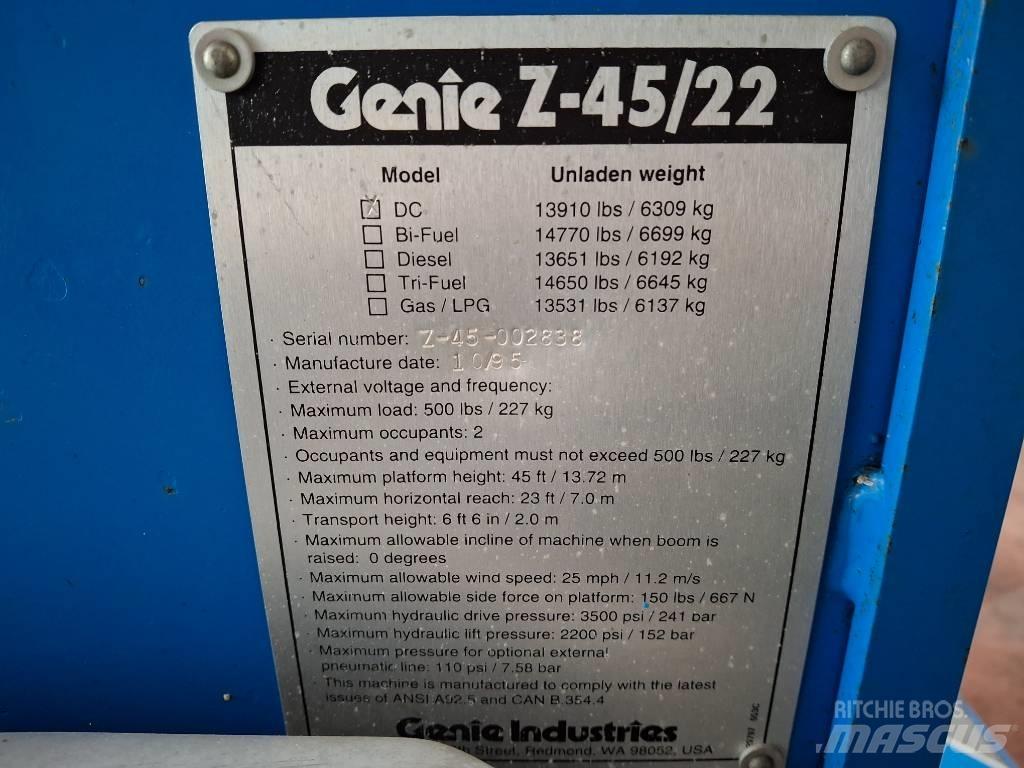 Genie Z-45/22
Model Unladen weight
DC 13910 lbs / 6309 kg
Bi-Fuel 14770 lbs / 6699 kg
Diesel 13651 lbs / 6192 kg
Tri-Fuel 14650 lbs / 6645 kg
Gas / LPG 13531 lbs / 6137 kg
· Serial number: Z-45-002838
· Manufacture date: 10/95
· External voltage and frequency:
· Maximum load: 500 lbs / 227 kg
· Maximum occupants: 2
· Occupants and equipment must not exceed 500 lbs / 227 kg
· Maximum platform height: 45 ft / 13.72 m
· Maximum horizontal reach: 23 ft / 7.0 m
· Transport height: 6 ft 6 in / 2.0 m
· Maximum allowable incline of machine when boom is
raised: 0 degrees
· Maximum allowable wind speed: 25 mph / 11.2 m/s
· Maximum allowable side force on platform: 150 lbs / 667 N
· Maximum hydraulic drive pressure: 3500 psi / 241 bar
· Maximum hydraulic lift pressure: 2200 psi / 152 bar
· Maximum pressure for optional external
pneumatic line: 110 psi / 7.58 bar
· This machine is manufactured to comply with the latest
issues of ANSI A92.5 and CAN B.354.4
Genie Industries
Street, Redmond, WA 98052, USA
RITCHIE BROS.
MASCUS